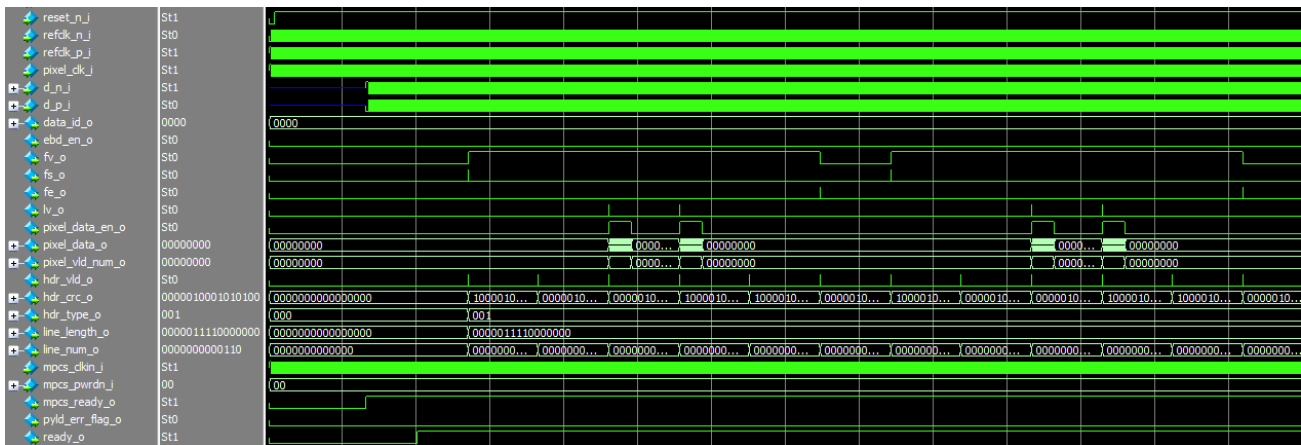 reset_n_i St1
refclk_n_i St0
refclk_p_i St1
pixel_clk_i St1
d_n_i St1
d_p_i St0
data_id_o 0000 0000
ebd_en_o St0
fv_o St0
fs_o St0
fe_o St0
lv_o St0
pixel_data_en_o St0
pixel_data_o 00000000 00000000 0000... 00000000 0000... 00000000
pixel_vld_num_o 00000000 00000000 0000... 00000000 0000... 00000000
hdr_vld_o St0
hdr_crc_o 0000010001010100 0000000000000000 1000010... 0000010... 0000010... 1000010... 1000010... 0000010... 1000010... 0000010... 0000010... 1000010... 1000010... 0000010...
hdr_type_o 001 000 001
line_length_o 0000011110000000 0000000000000000 0000011110000000
line_num_o 0000000000110 0000000000000 0000000... 0000000... 0000000... 0000000... 0000000... 0000000... 0000000... 0000000... 0000000... 0000000... 0000000... 0000000...
mpcs_clkin_i St1
mpcs_pwrdn_i 00 00
mpcs_ready_o St1
pyld_err_flag_o St0
ready_o St1